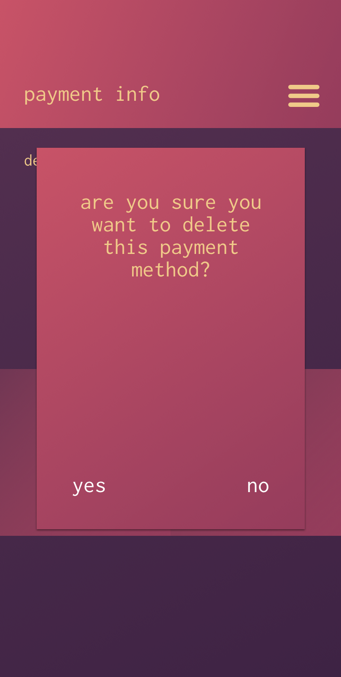 payment info
are you sure you
want to delete
this payment
method?
yes no